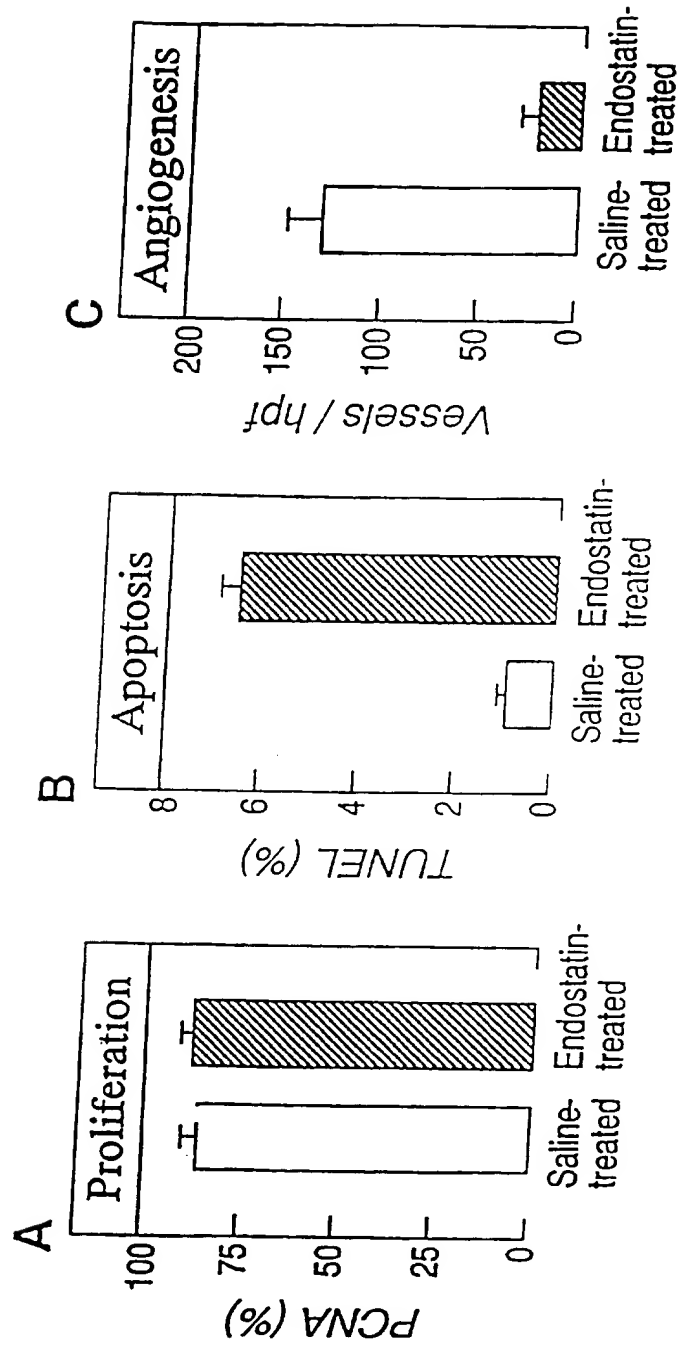 A
Proliferation
PCNA (%)
100
75
50
25
0
Saline-
treated
Endostatin-
treated
B
Apoptosis
TUNEL (%)
8
6
4
2
0
Saline-
treated
Endostatin-
treated
C
Angiogenesis
Vessels / hpf
200
150
100
50
0
Saline-
treated
Endostatin-
treated